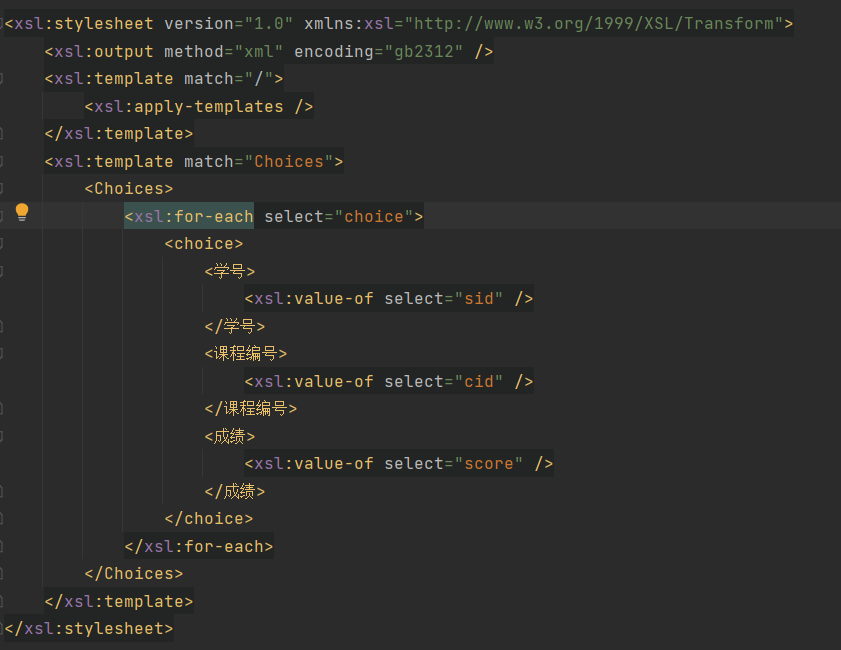 <xsl:stylesheet version="1.0" xmlns:xsl="http://www.w3.org/1999/XSL/Transform">
    <xsl:output method="xml" encoding="gb2312" />
    <xsl:template match="/">
        <xsl:apply-templates />
    </xsl:template>
    <xsl:template match="Choices">
        <Choices>
            <xsl:for-each select="choice">
                <choice>
                    <学号>
                        <xsl:value-of select="sid" />
                    </学号>
                    <课程编号>
                        <xsl:value-of select="cid" />
                    </课程编号>
                    <成绩>
                        <xsl:value-of select="score" />
                    </成绩>
                </choice>
            </xsl:for-each>
        </Choices>
    </xsl:template>
</xsl:stylesheet>